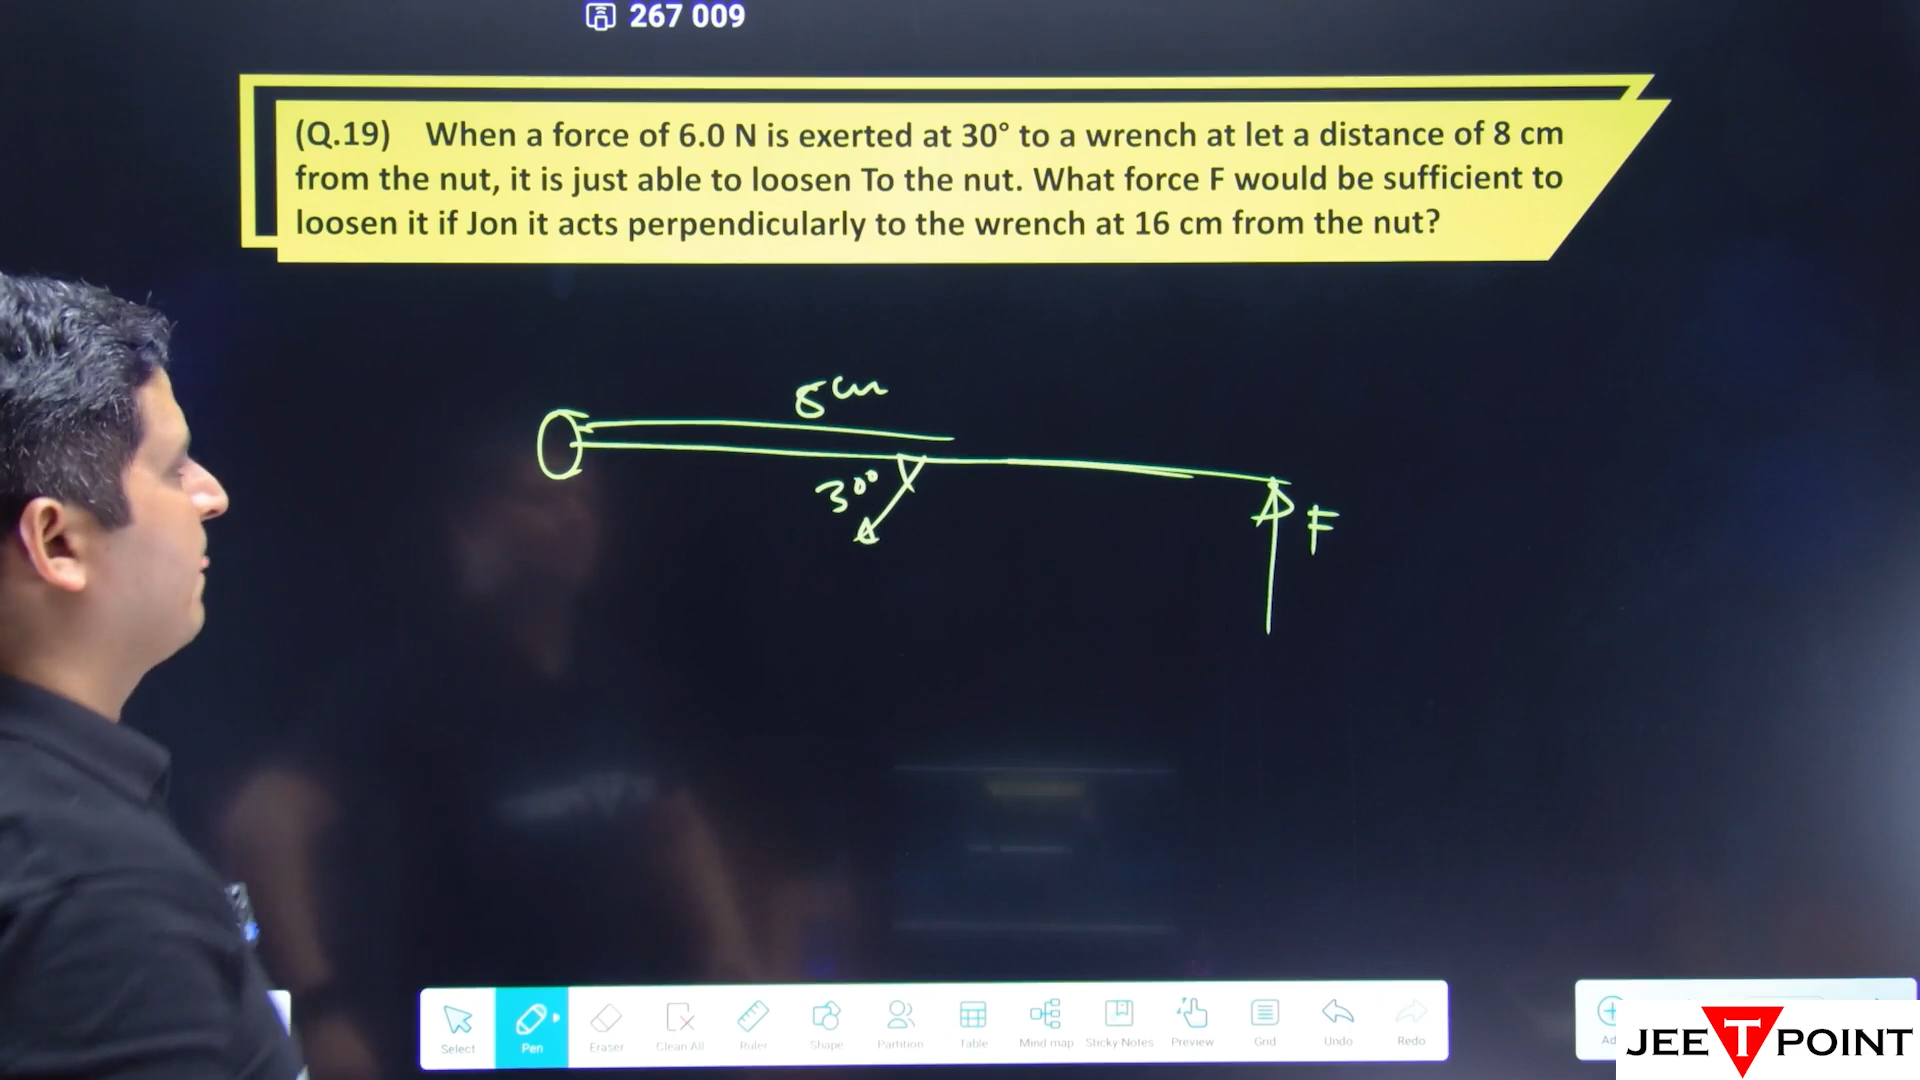 267 009
(Q.19) When a force of 6.0 N is exerted at 30° to a wrench at let a distance of 8 cm
from the nut, it is just able to loosen To the nut. What force F would be sufficient to
loosen it if Jon it acts perpendicularly to the wrench at 16 cm from the nut?
8cm
30°
F
Select Pen Eraser Clean All Ruler Shape Partition Table Mind map Sticky Notes Preview Grid Undo Redo
JEE T POINT